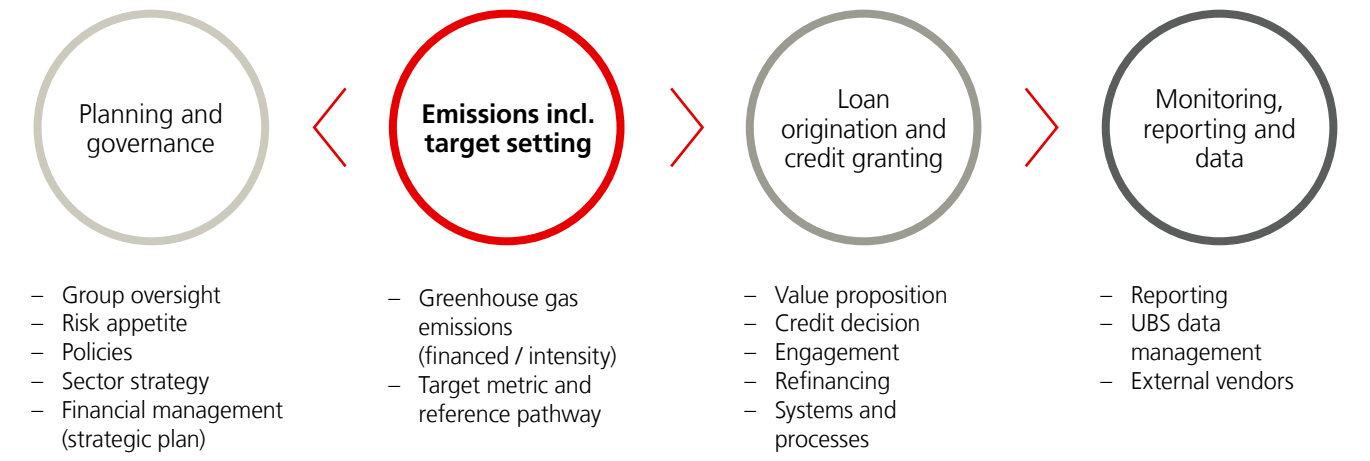 Planning and
governance
Emissions incl.
target setting
Loan
origination and
credit granting
Monitoring,
reporting and
data
– Group oversight
– Risk appetite
– Policies
– Sector strategy
– Financial management
(strategic plan)
– Greenhouse gas
emissions
(financed / intensity)
– Target metric and
reference pathway
– Value proposition
– Credit decision
– Engagement
– Refinancing
– Systems and
processes
– Reporting
– UBS data
management
– External vendors